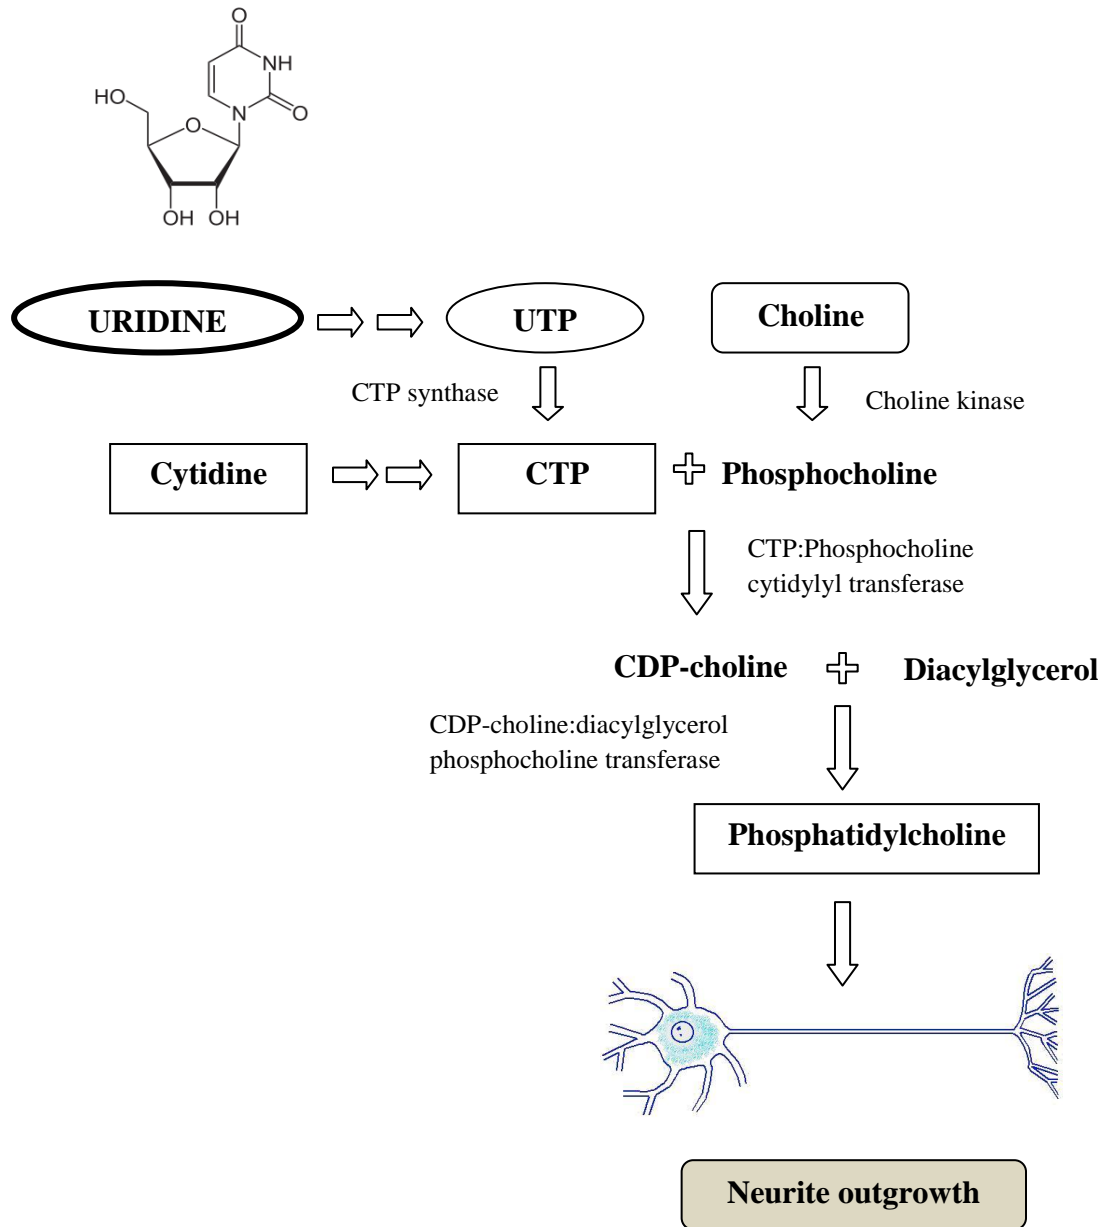 O
NH
HO
N
O
O
OH OH
URIDINE
UTP
Choline
CTP synthase
Choline kinase
Cytidine
CTP
Phosphocholine
CTP:Phosphocholine
cytidylyl transferase
CDP-choline
Diacylglycerol
CDP-choline:diacylglycerol
phosphocholine transferase
Phosphatidylcholine
Neurite outgrowth